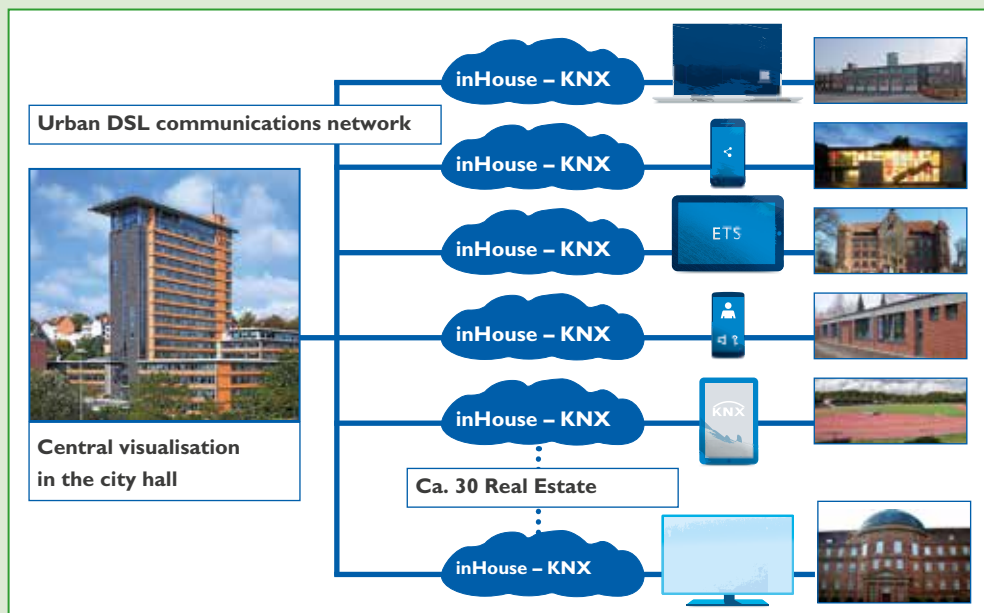 Urban DSL communications network
Central visualisation
in the city hall
inHouse – KNX
inHouse – KNX
inHouse – KNX
ETS
inHouse – KNX
inHouse – KNX
KNX
Ca. 30 Real Estate
inHouse – KNX